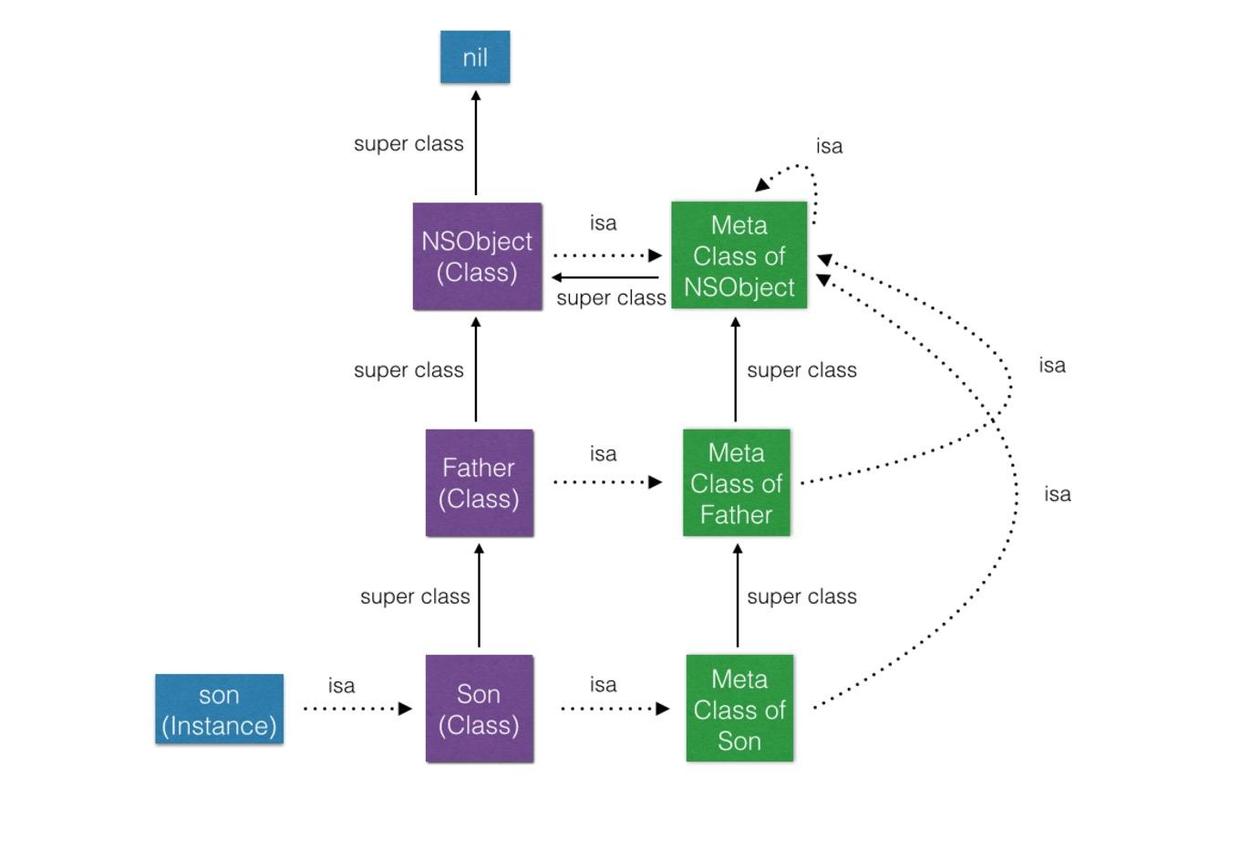 nil
super class
isa
NSObject
(Class)
isa
super class
Meta
Class of
NSObject
super class
super class
isa
Father
(Class)
isa
Meta
Class of
Father
isa
super class
super class
son
(Instance)
isa
Son
(Class)
isa
Meta
Class of
Son